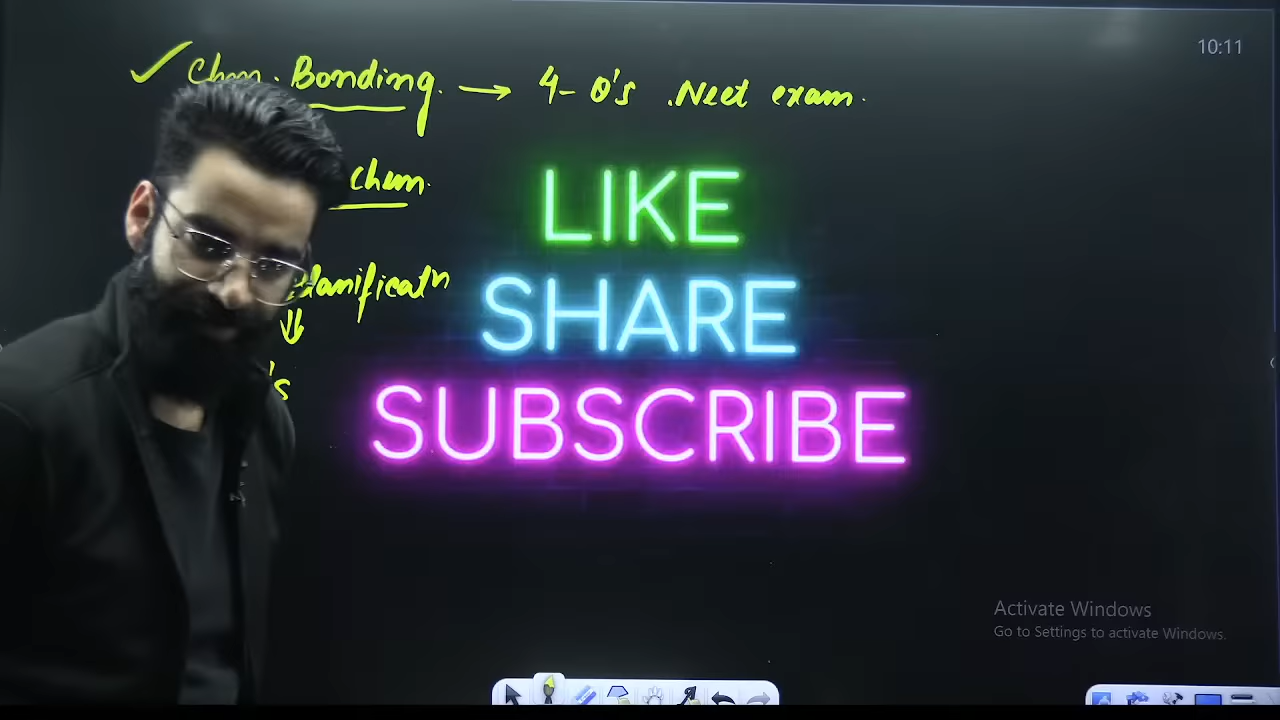 ✓ Chem. Bonding. → 4- Q's. Neet exam.
10:11
chem.
LIKE
SHARE
SUBSCRIBE
's
Activate Windows
Go to Settings to activate Windows.